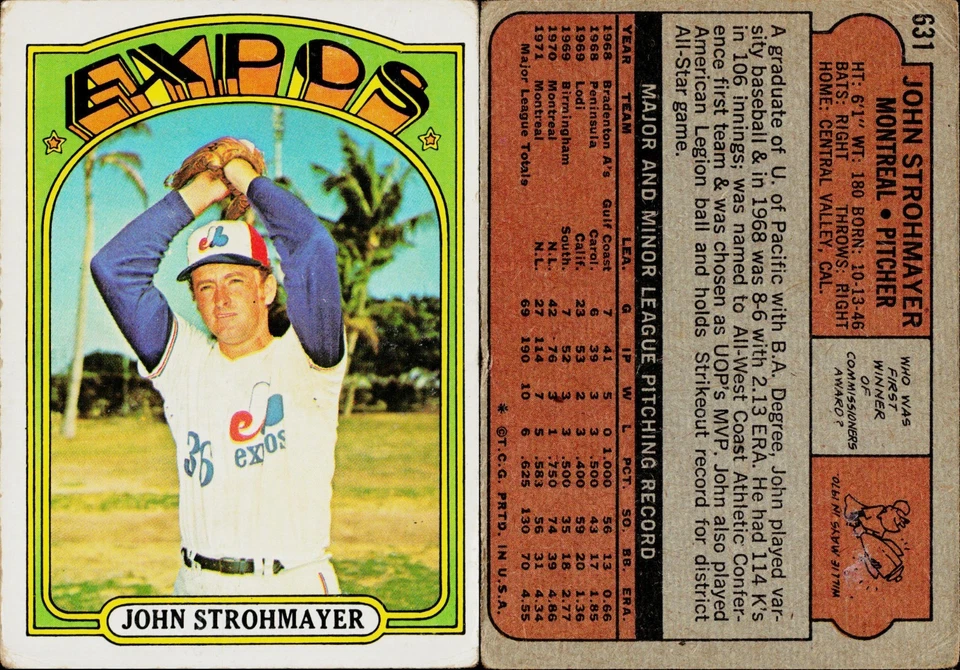 EXPOS
36
expos
JOHN STROHMAYER
631
JOHN STROHMAYER
MONTREAL • PITCHER
HT: 6'1" WT: 180 BORN: 10-13-46
BATS: RIGHT THROWS: RIGHT
HOME: CENTRAL VALLEY, CAL.
WHO WAS
FIRST
WINNER
OF
COMMISSIONERS
AWARD?
WILLIE MAYS IN 1970
A graduate of U. of Pacific with B.A. Degree, John played var-
sity baseball & in 1968 was 8-6 with 2.13 ERA. He had 114 K's
in 106 innings; was named to All-West Coast Athletic Confer-
ence first team & was chosen as UOP's MVP. John also played
American Legion ball and holds Strikeout record for district
All-Star game.
MAJOR AND MINOR LEAGUE PITCHING RECORD
YEAR TEAM LEA. G IP W L PCT. SO. BB. ERA.
1968 Bradenton A's Gulf Coast 7 41 5 0 1.000 56 13 0.66
1968 Peninsula Carol. 6 39 3 3 .500 43 17 1.85
1969 Lodi Calif. 23 53 2 3 .400 59 20 1.36
1969 Birmingham South. 7 52 3 3 .500 35 18 2.77
1970 Montreal N.L. 42 76 3 1 .750 74 39 4.86
1971 Montreal N.L. 27 114 7 5 .583 56 31 4.34
Major League Totals 69 190 10 6 .625 130 70 4.55
* ©T.C.G. PRTD. IN U.S.A.